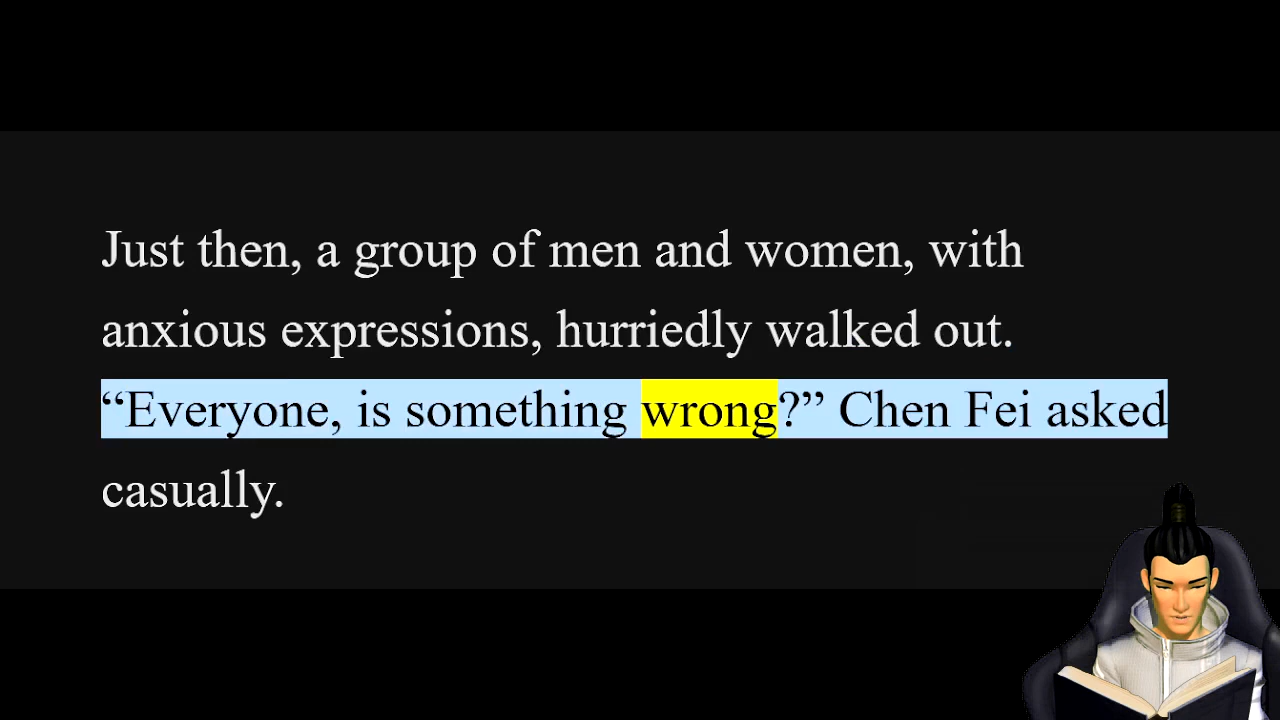 Just then, a group of men and women, with
anxious expressions, hurriedly walked out.
“Everyone, is something wrong?” Chen Fei asked
casually.